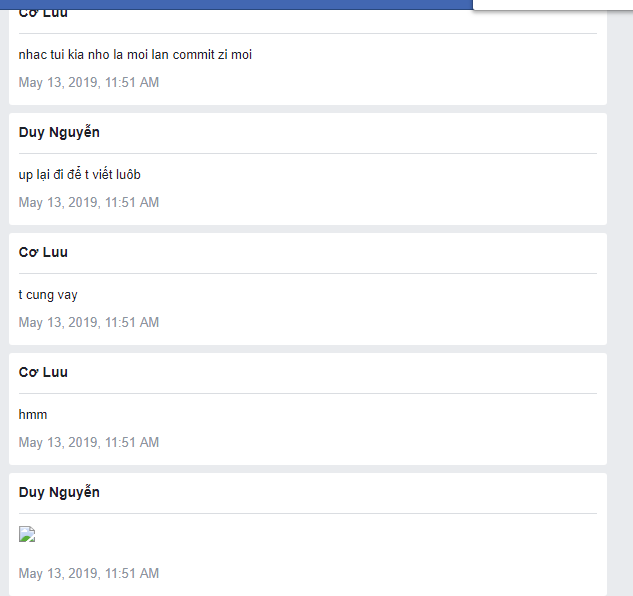 Cơ Luu
nhac tui kia nho la moi lan commit zi moi
May 13, 2019, 11:51 AM
Duy Nguyễn
up lại đi để t viết luôb
May 13, 2019, 11:51 AM
Cơ Luu
t cung vay
May 13, 2019, 11:51 AM
Cơ Luu
hmm
May 13, 2019, 11:51 AM
Duy Nguyễn
May 13, 2019, 11:51 AM